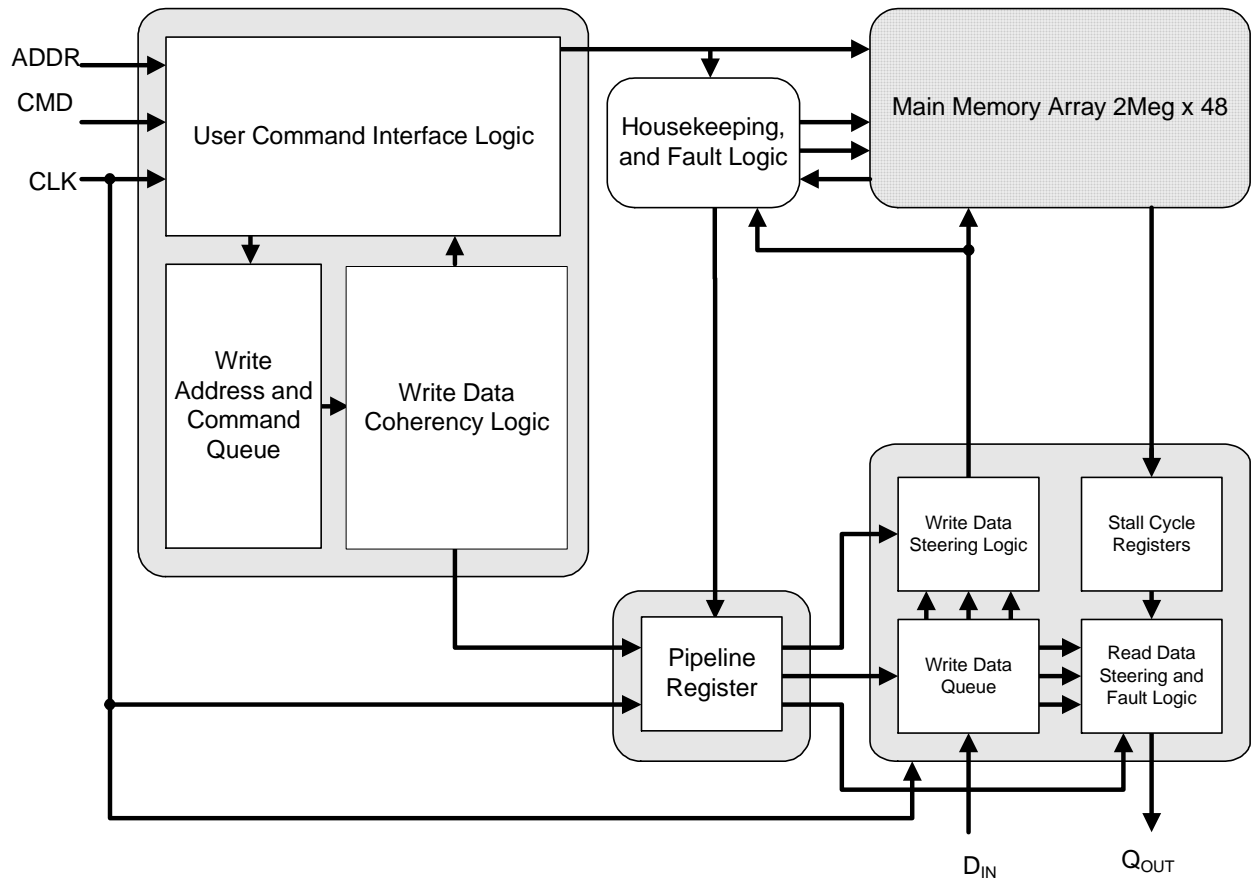 ADDR
CMD
CLK
User Command Interface Logic
Housekeeping,
and Fault Logic
Main Memory Array 2Meg x 48
Write
Address and
Command
Queue
Write Data
Coherency Logic
Write Data
Steering Logic
Stall Cycle
Registers
Pipeline
Register
Write Data
Queue
Read Data
Steering and
Fault Logic
DIN
QOUT